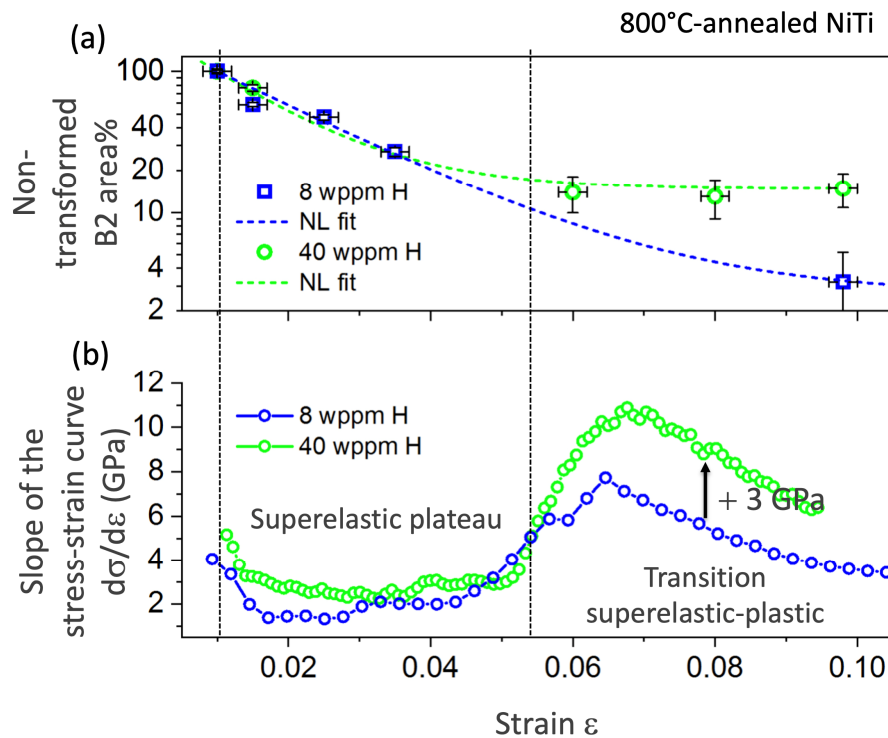 800°C-annealed NiTi
(a)
Non-
transformed
B2 area%
100
40
20
10
4
2
8 wppm H
NL fit
40 wppm H
NL fit
(b)
Slope of the
stress-strain curve
dσ/dε (GPa)
12
10
8
6
4
2
8 wppm H
40 wppm H
Superelastic plateau
+ 3 GPa
Transition
superelastic-plastic
0.02
0.04
0.06
0.08
0.10
Strain ε